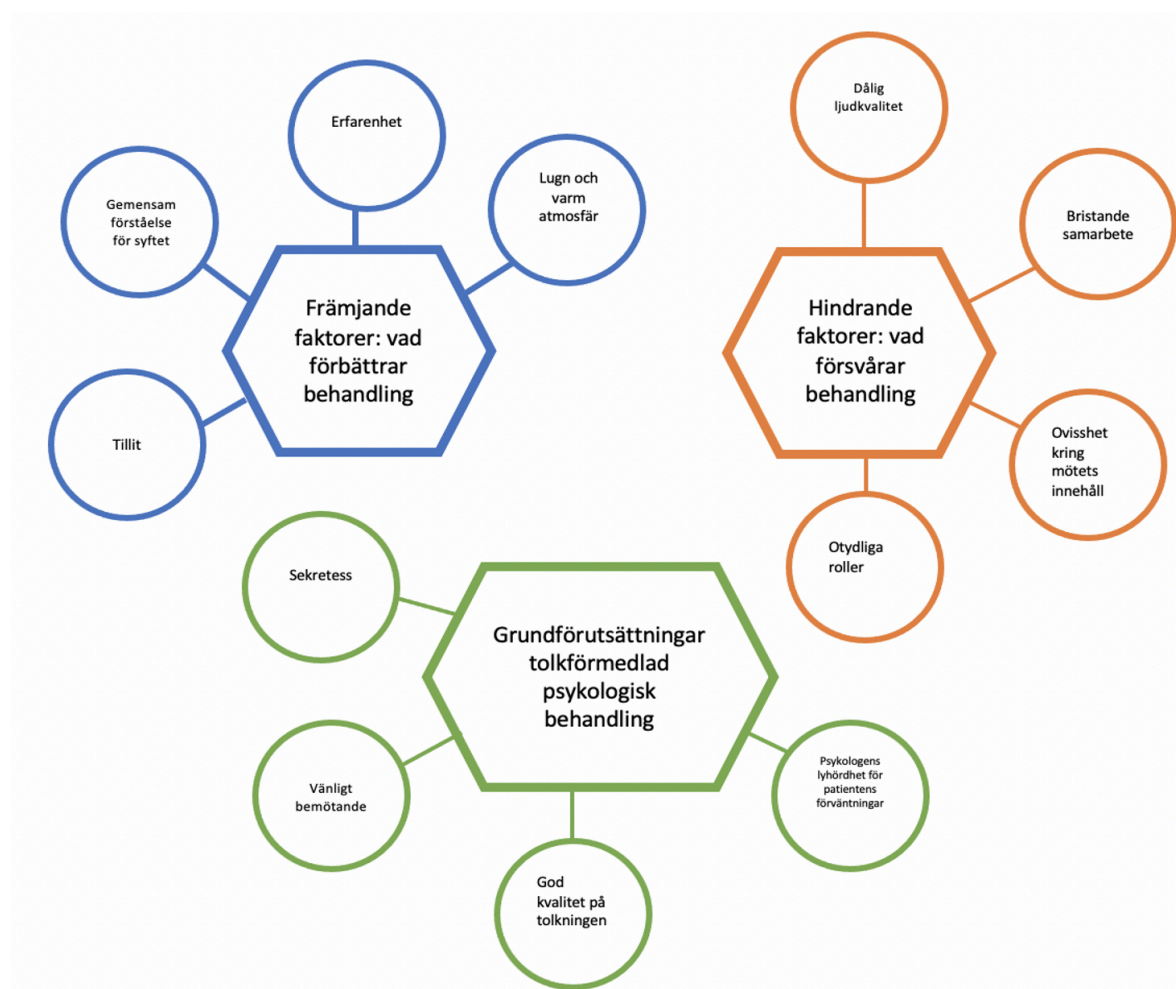 Erfarenhet
Gemensam
förståelse
för syftet
Lugn och
varm
atmosfär
Främjande
faktorer: vad
förbättrar
behandling
Tillit
Dålig
ljudkvalitet
Bristande
samarbete
Hindrande
faktorer: vad
försvårar
behandling
Ovisshet
kring
mötets
innehåll
Otydliga
roller
Sekretess
Grundförutsättningar
tolkförmedlad
psykologisk
behandling
Vänligt
bemötande
Psykologens
lyhördhet för
patientens
förväntningar
God
kvalitet på
tolkningen